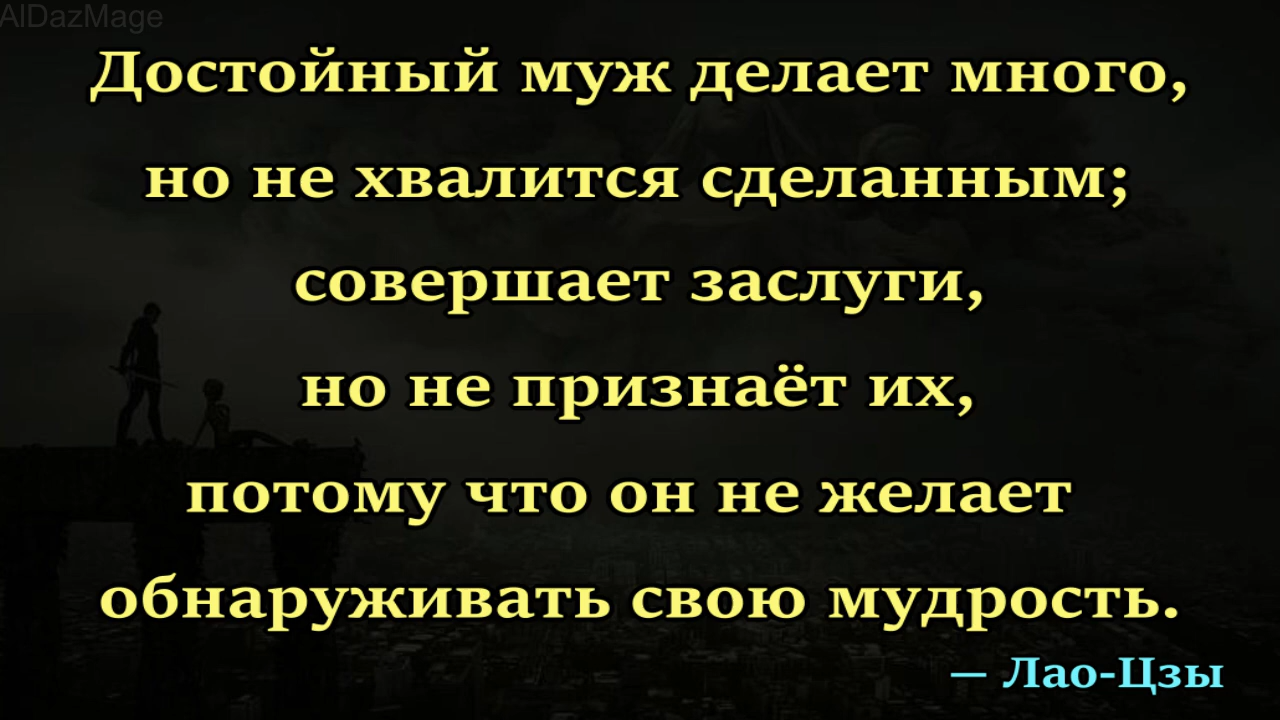 AlDazMage
Достойный муж делает много,
но не хвалится сделанным;
совершает заслуги,
но не признаёт их,
потому что он не желает
обнаруживать свою мудрость.
— Лао-Цзы